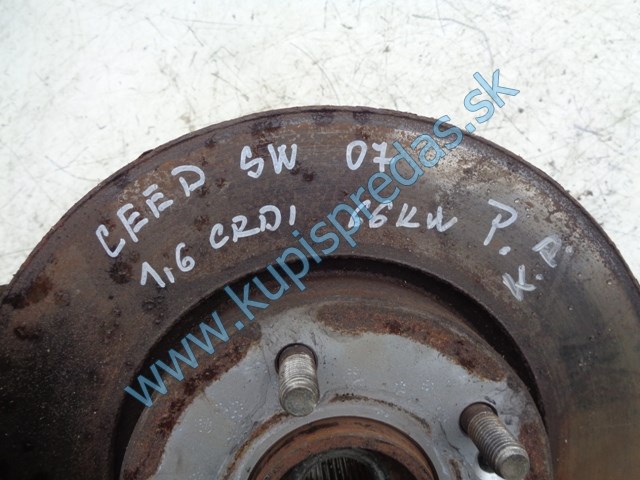 CEED SW 07
1,6 CRDI 66KW P.
K.D.
www.kupispredas.sk